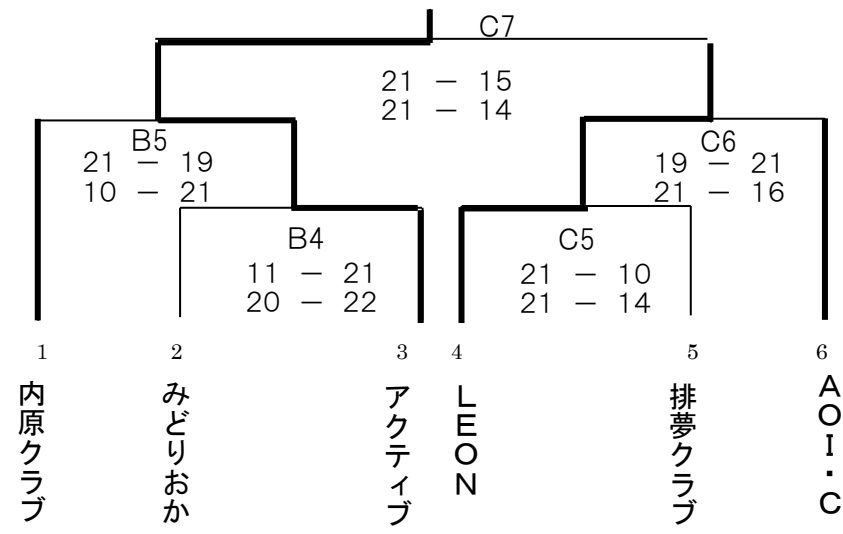 C7
21 － 15
21 － 14
B5
21 － 19
10 － 21
C6
19 － 21
21 － 16
B4
11 － 21
20 － 22
C5
21 － 10
21 － 14
1 2 3 4 5 6
内原クラブ
みどりおか
アクティブ
ＬＥＯＮ
排夢クラブ
ＡＯＩ・Ｃ